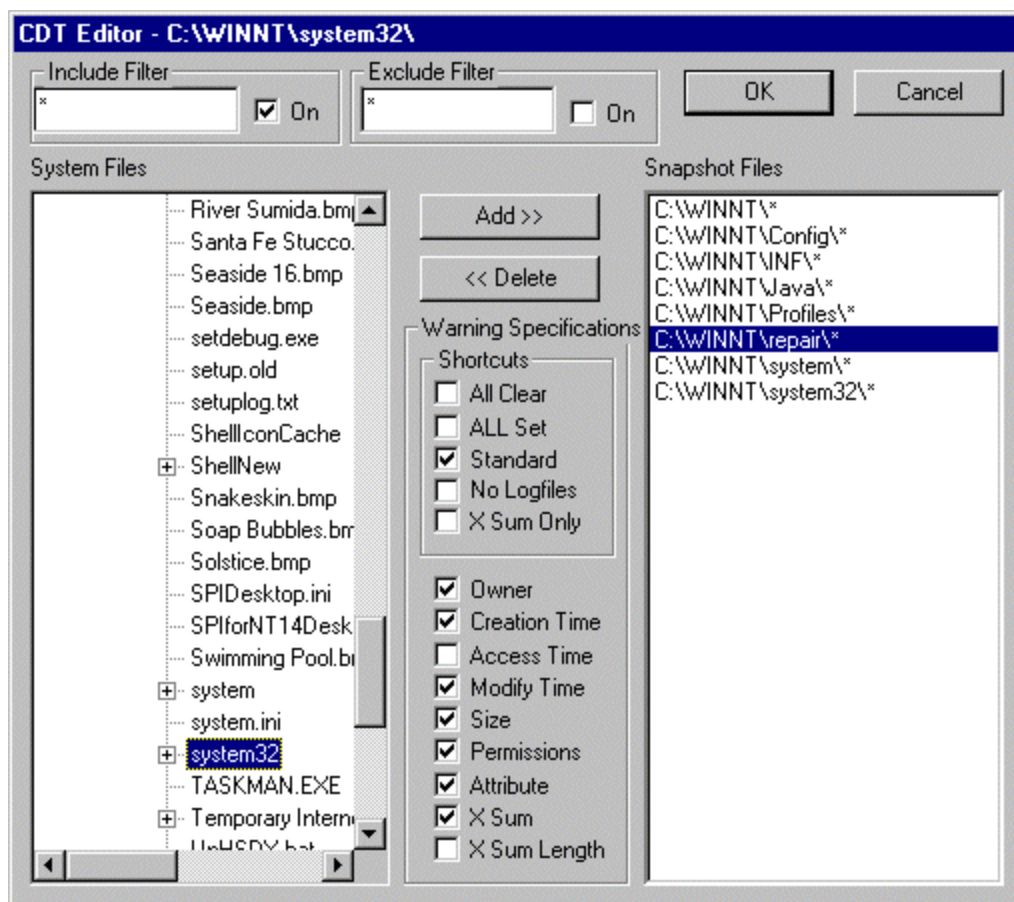 CDT Editor - C:\WINNT\system32\
Include Filter
*
On
Exclude Filter
*
On
OK
Cancel
System Files
River Sumida.bmp
Santa Fe Stucco.
Seaside 16.bmp
Seaside.bmp
setdebug.exe
setup.old
setuplog.txt
ShellIconCache
ShellNew
Snakeskin.bmp
Soap Bubbles.bm
Solstice.bmp
SPIDesktop.ini
SPIforNT14Desk
Swimming Pool.b
system
system.ini
system32
TASKMAN.EXE
Temporary Intern
Add >>
<< Delete
Warning Specifications
Shortcuts
All Clear
ALL Set
Standard
No Logfiles
X Sum Only
Owner
Creation Time
Access Time
Modify Time
Size
Permissions
Attribute
X Sum
X Sum Length
Snapshot Files
C:\WINNT\*
C:\WINNT\Config\*
C:\WINNT\INF\*
C:\WINNT\Java\*
C:\WINNT\Profiles\*
C:\WINNT\repair\*
C:\WINNT\system\*
C:\WINNT\system32\*